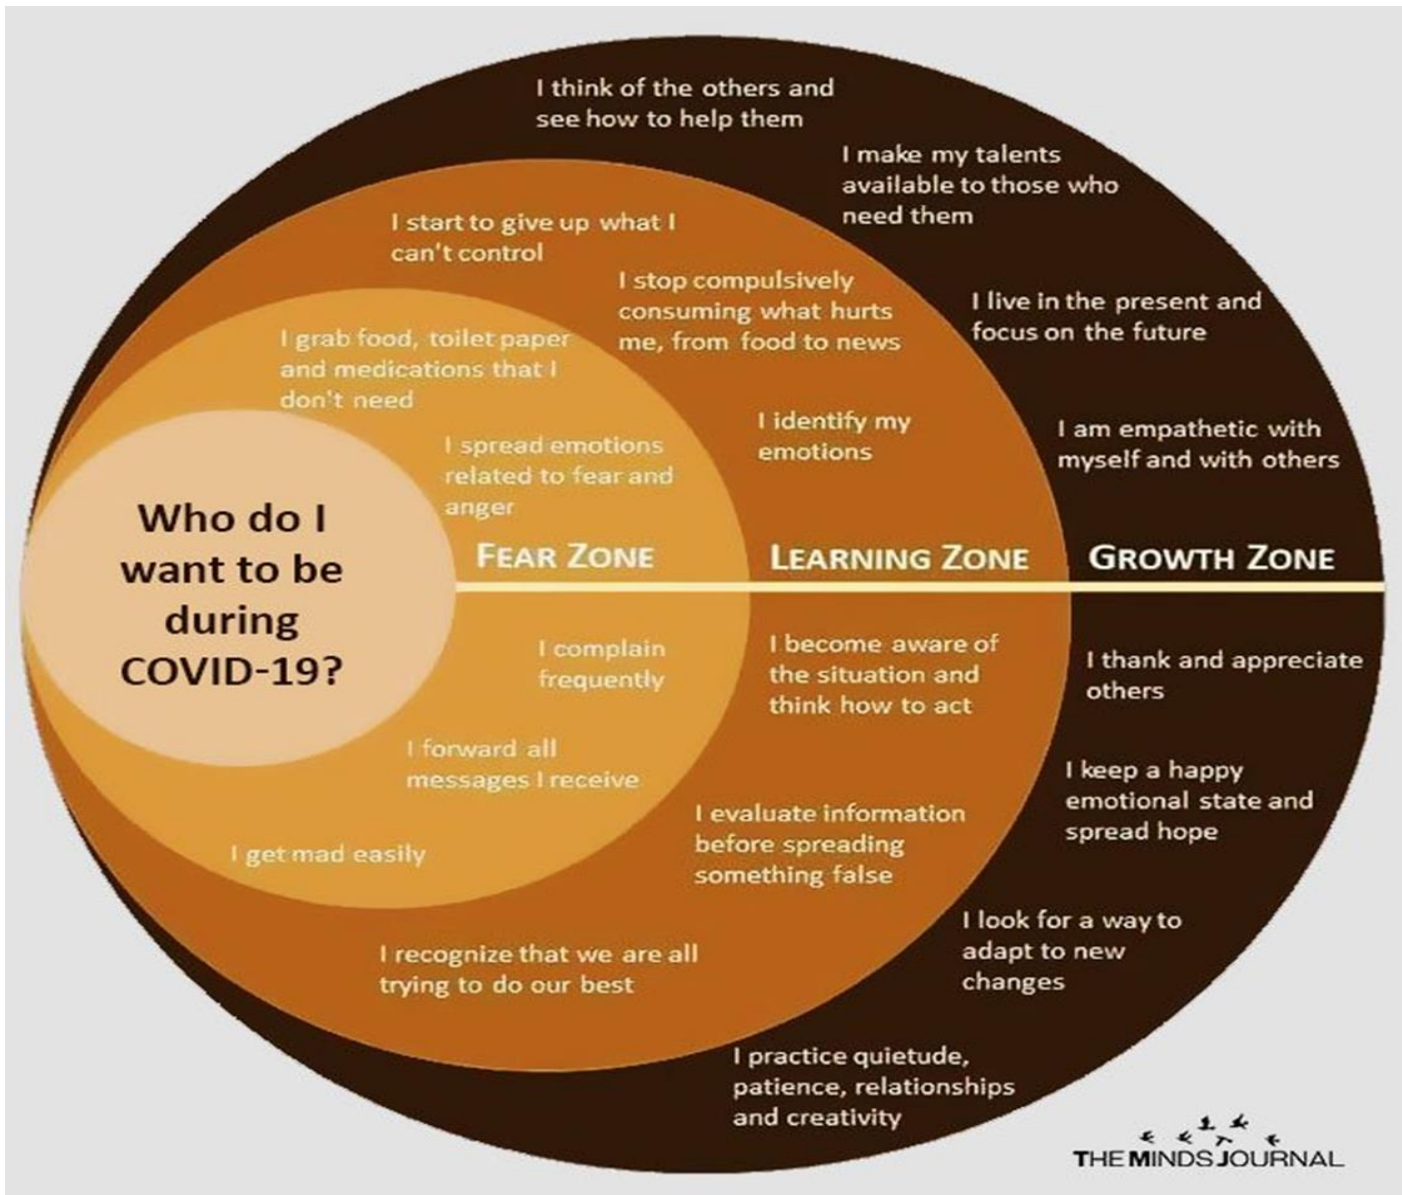 I think of the others and
see how to help them
I make my talents
available to those who
need them
I start to give up what I
can't control
I stop compulsively
consuming what hurts
me, from food to news
I live in the present and
focus on the future
I grab food, toilet paper
and medications that I
don't need
I identify my
emotions
I am empathetic with
myself and with others
I spread emotions
related to fear and
anger
Who do I
want to be
during
COVID-19?
FEAR ZONE
LEARNING ZONE
GROWTH ZONE
I complain
frequently
I become aware of
the situation and
think how to act
I thank and appreciate
others
I forward all
messages I receive
I keep a happy
emotional state and
spread hope
I evaluate information
before spreading
something false
I get mad easily
I look for a way to
adapt to new
changes
I recognize that we are all
trying to do our best
I practice quietude,
patience, relationships
and creativity
THEMINDSJOURNAL